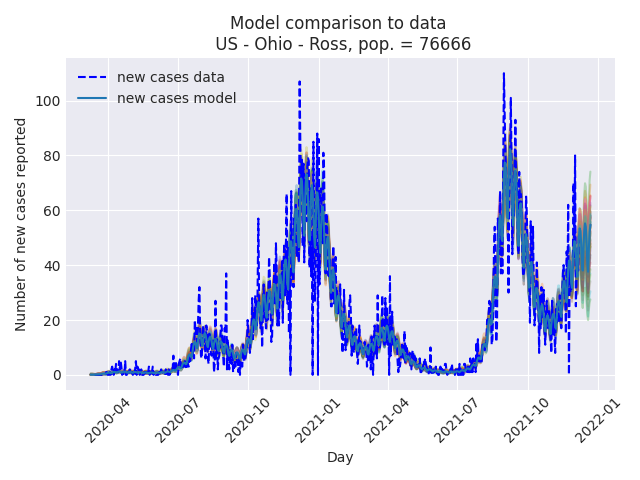 Model comparison to data
US - Ohio - Ross, pop. = 76666
new cases data
new cases model
Number of new cases reported
100
80
60
40
20
0
2020-04
2020-07
2020-10
2021-01
2021-04
2021-07
2021-10
2022-01
Day